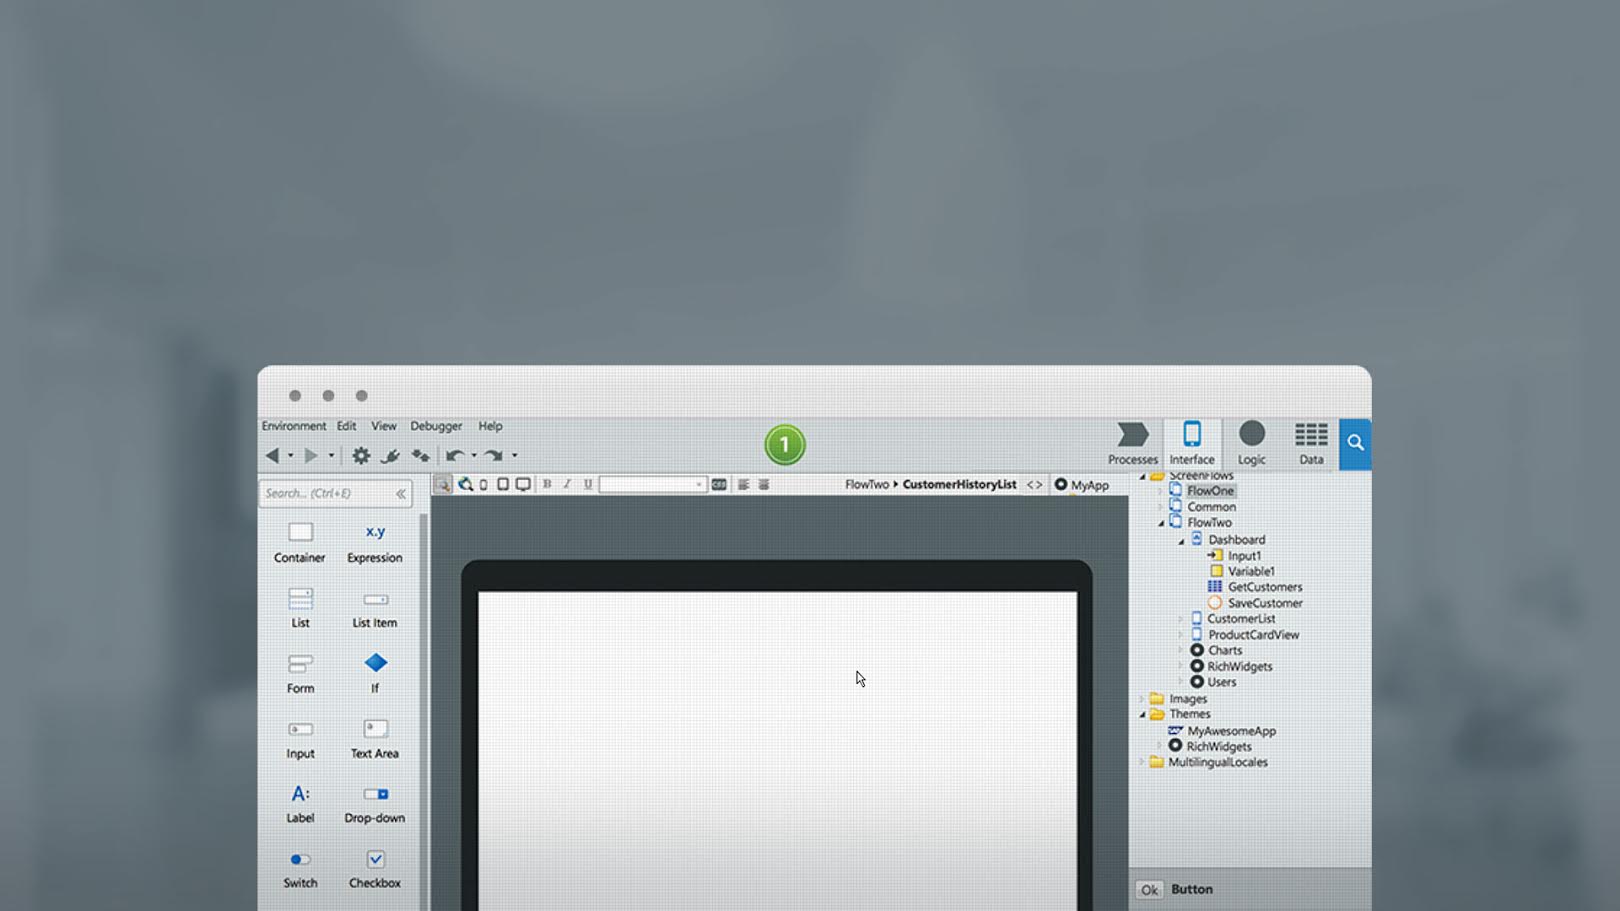 Environment Edit View Debugger Help
1
Processes Interface Logic Data
Search... (Ctrl+E)
B I U
FlowTwo CustomerHistoryList <> MyApp
Container
x.y
Expression
List
List Item
Form
If
Input
Text Area
A:
Label
Drop-down
Switch
Checkbox
ScreenFlows
FlowOne
Common
FlowTwo
Dashboard
Input1
Variable1
GetCustomers
SaveCustomer
CustomerList
ProductCardView
Charts
RichWidgets
Users
Images
Themes
SAP MyAwesomeApp
RichWidgets
MultilingualLocales
Ok Button